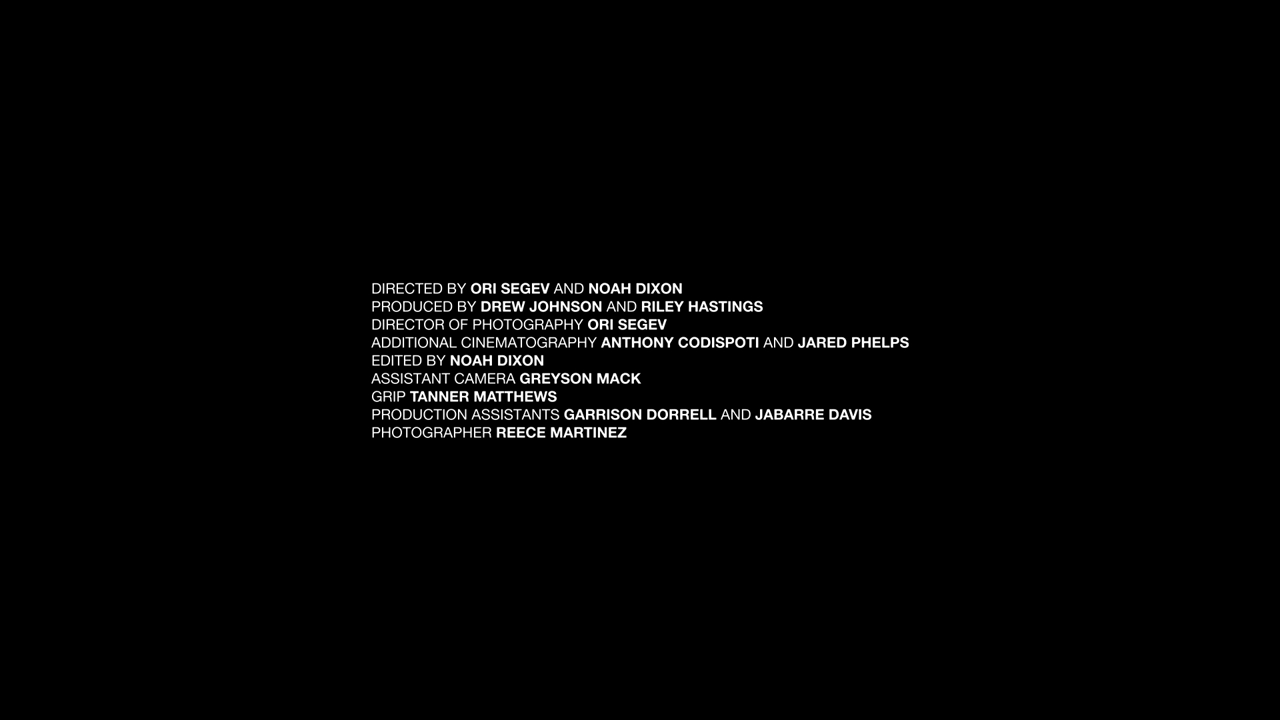 DIRECTED BY ORI SEGEV AND NOAH DIXON
PRODUCED BY DREW JOHNSON AND RILEY HASTINGS
DIRECTOR OF PHOTOGRAPHY ORI SEGEV
ADDITIONAL CINEMATOGRAPHY ANTHONY CODISPOTI AND JARED PHELPS
EDITED BY NOAH DIXON
ASSISTANT CAMERA GREYSON MACK
GRIP TANNER MATTHEWS
PRODUCTION ASSISTANTS GARRISON DORRELL AND JABARRE DAVIS
PHOTOGRAPHER REECE MARTINEZ